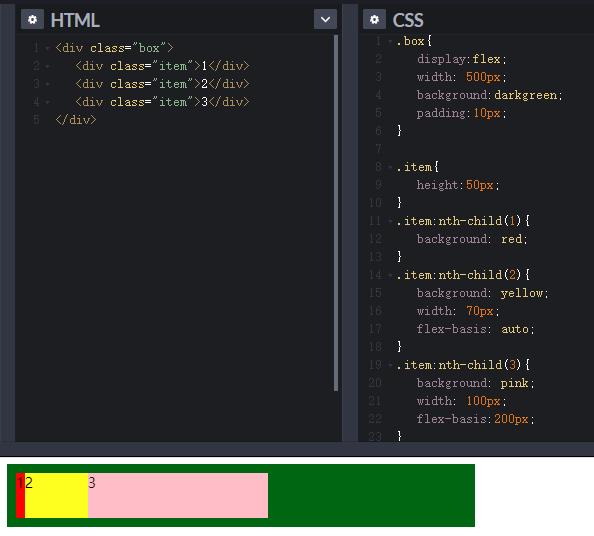 HTML
1 <div class="box">
2 <div class="item">1</div>
3 <div class="item">2</div>
4 <div class="item">3</div>
5 </div>
CSS
1 .box{
2 display:flex;
3 width: 500px;
4 background:darkgreen;
5 padding:10px;
6 }
7
8 .item{
9 height:50px;
10 }
11 .item:nth-child(1){
12 background: red;
13 }
14 .item:nth-child(2){
15 background: yellow;
16 width: 70px;
17 flex-basis: auto;
18 }
19 .item:nth-child(3){
20 background: pink;
21 width: 100px;
22 flex-basis:200px;
23 }
1 2 3